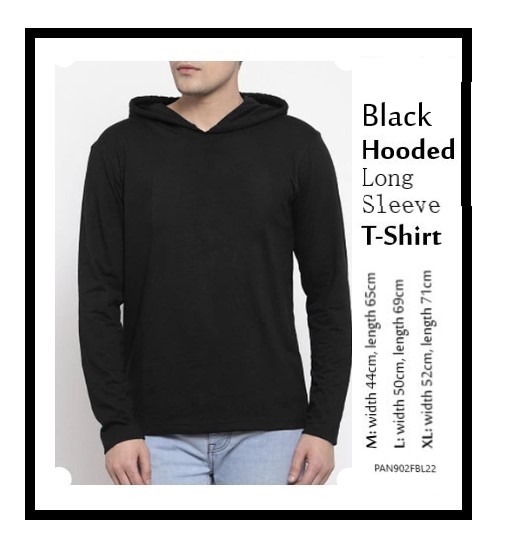 Black
Hooded
Long
Sleeve
T-Shirt
M: width 44cm, length 65cm
L: width 50cm, length 69cm
XL: width 52cm, length 71cm
PAN902FBL22